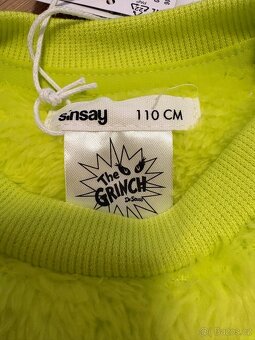 sinsay 110 CM
The
GRINCH
Dr. Seuss